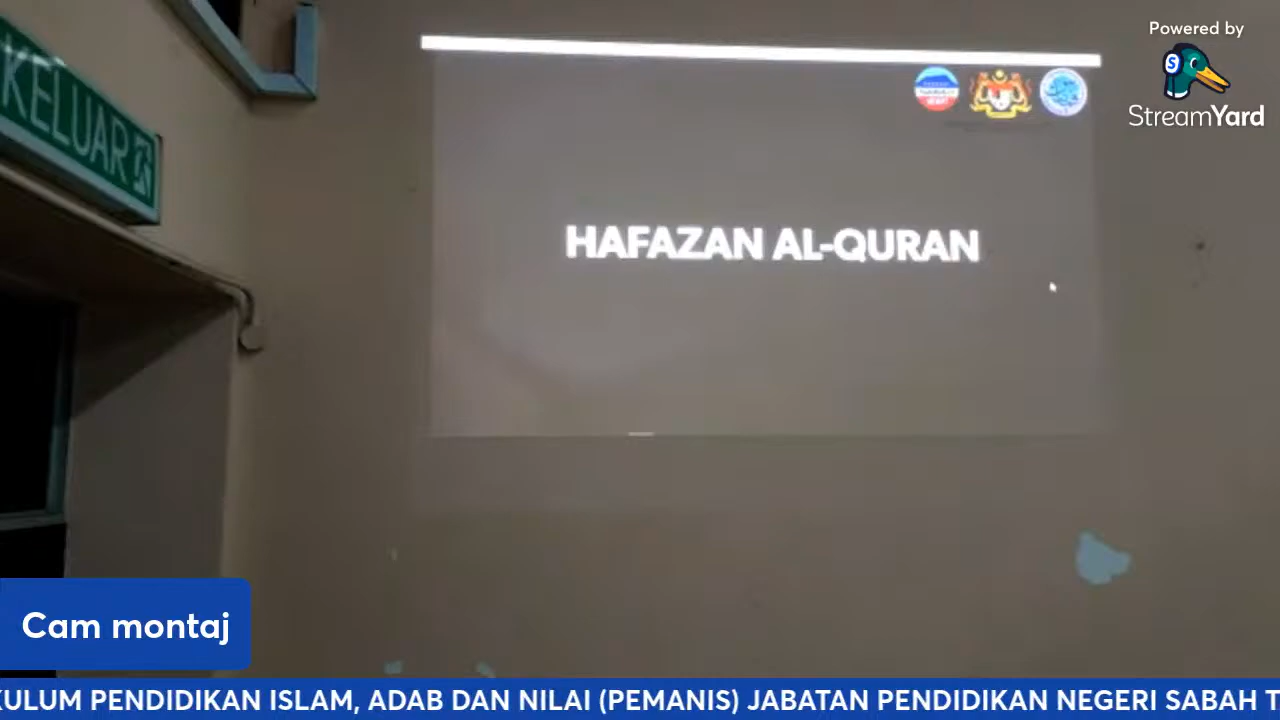 Powered by
StreamYard
KELUAR
HAFAZAN AL-QURAN
Cam montaj
KULUM PENDIDIKAN ISLAM, ADAB DAN NILAI (PEMANIS) JABATAN PENDIDIKAN NEGERI SABAH T